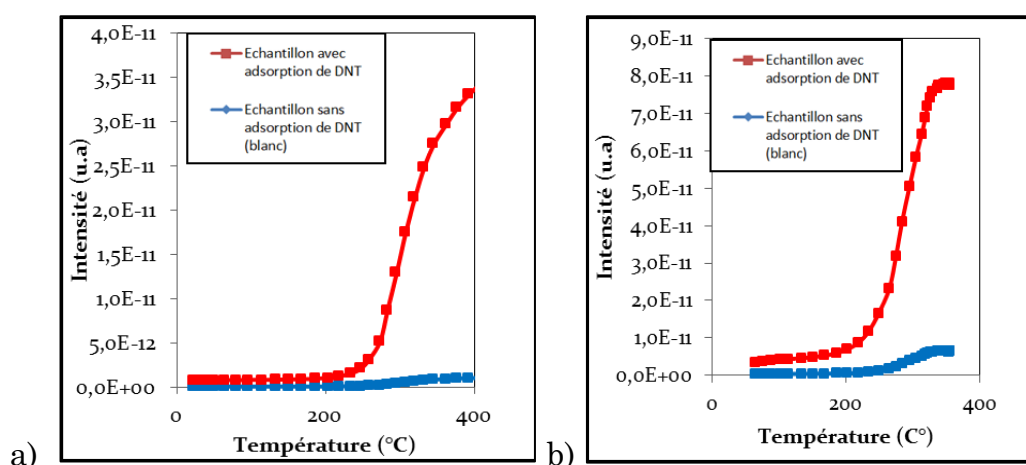 4,0E-11
3,5E-11
3,0E-11
2,5E-11
2,0E-11
1,5E-11
1,0E-11
5,0E-12
0,0E+00
Intensité (u.a)
Echantillon avec
adsorption de DNT
Echantillon sans
adsorption de DNT
(blanc)
0
200
400
Température (°C)
a)
9,0E-11
8,0E-11
7,0E-11
6,0E-11
5,0E-11
4,0E-11
3,0E-11
2,0E-11
1,0E-11
0,0E+00
Intensité (u.a)
Echantillon avec
adsorption de DNT
Echantillon sans
adsorption de DNT
(blanc)
0
200
400
Température (C°)
b)